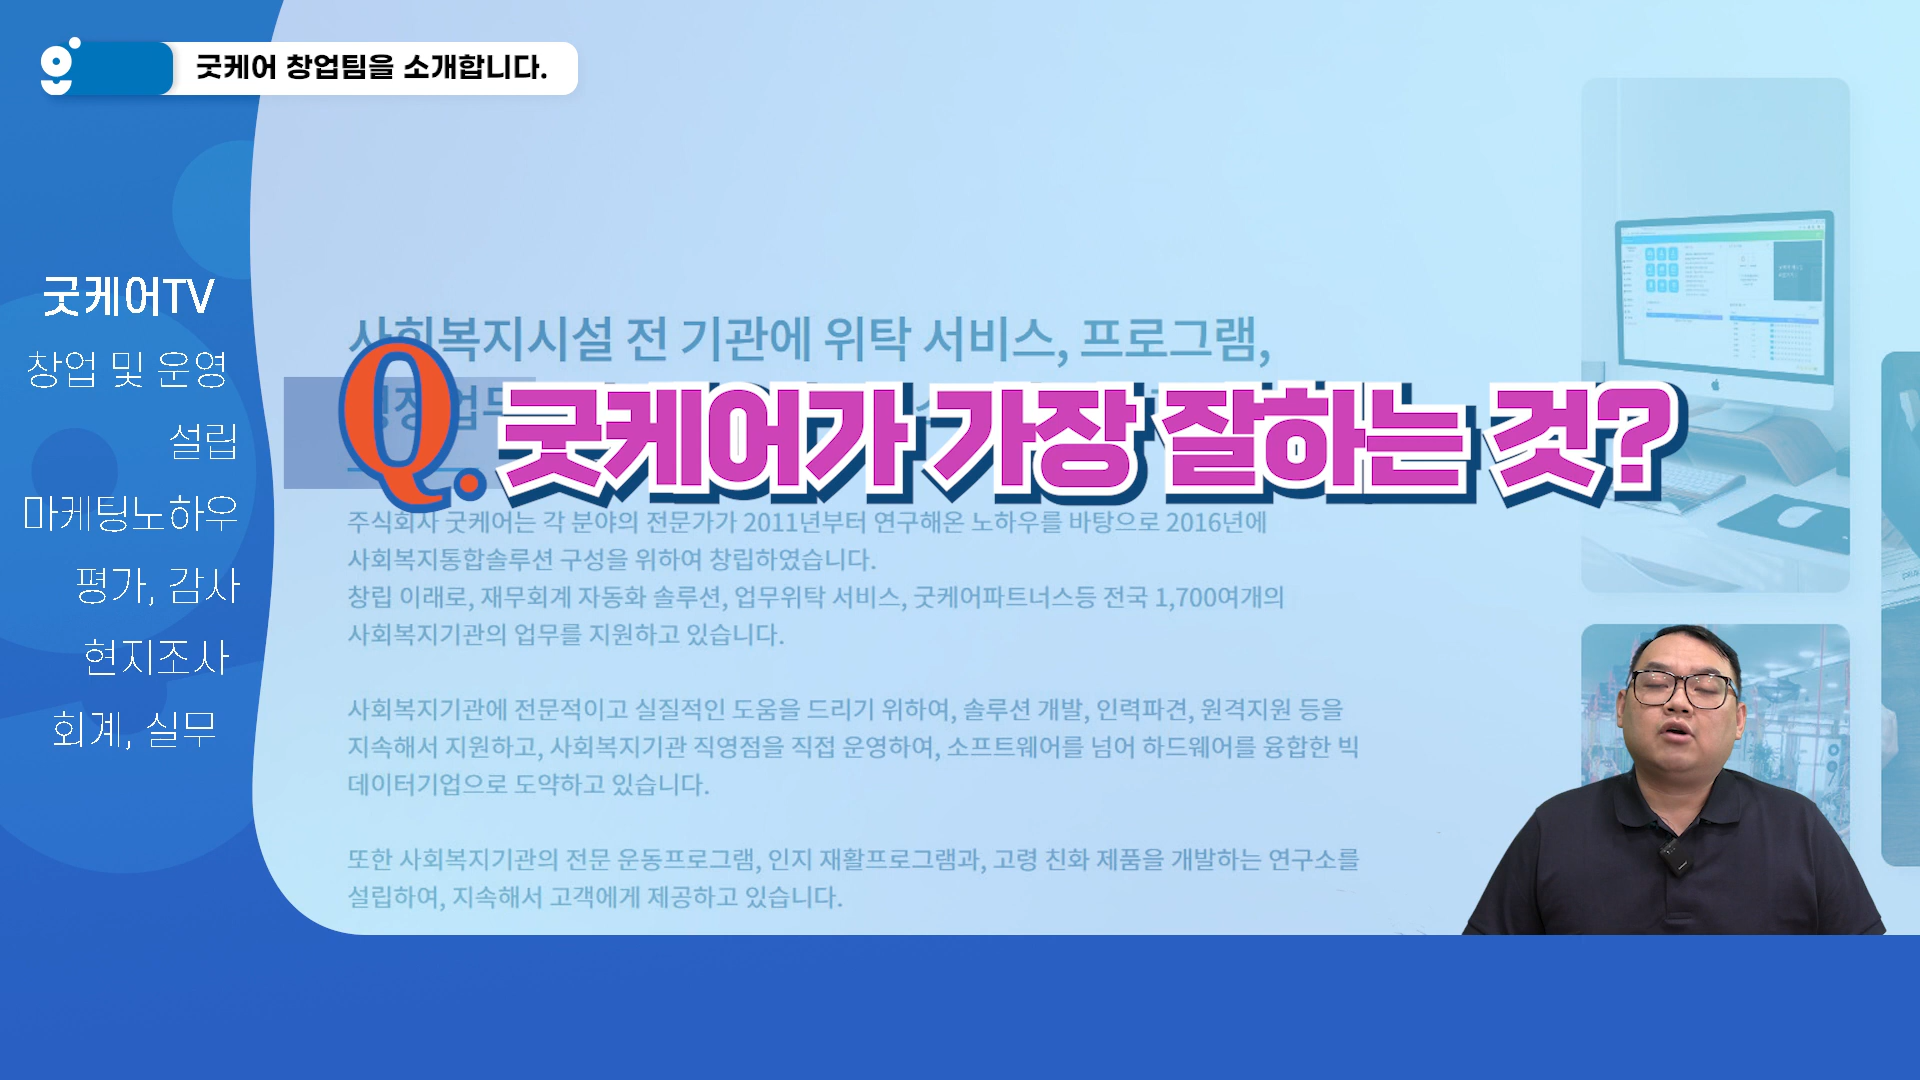 굿케어 창업팀을 소개합니다.
굿케어TV
창업 및 운영
설립
마케팅노하우
평가, 감사
현지조사
회계, 실무
사회복지시설 전 기관에 위탁 서비스, 프로그램,
Q. 굿케어가 가장 잘하는 것?
주식회사 굿케어는 각 분야의 전문가가 2011년부터 연구해온 노하우를 바탕으로 2016년에
사회복지통합솔루션 구성을 위하여 창립하였습니다.
창립 이래로, 재무회계 자동화 솔루션, 업무위탁 서비스, 굿케어파트너스등 전국 1,700여개의
사회복지기관의 업무를 지원하고 있습니다.
사회복지기관에 전문적이고 실질적인 도움을 드리기 위하여, 솔루션 개발, 인력파견, 원격지원 등을
지속해서 지원하고, 사회복지기관 직영점을 직접 운영하여, 소프트웨어를 넘어 하드웨어를 융합한 빅
데이터기업으로 도약하고 있습니다.
또한 사회복지기관의 전문 운동프로그램, 인지 재활프로그램과, 고령 친화 제품을 개발하는 연구소를
설립하여, 지속해서 고객에게 제공하고 있습니다.